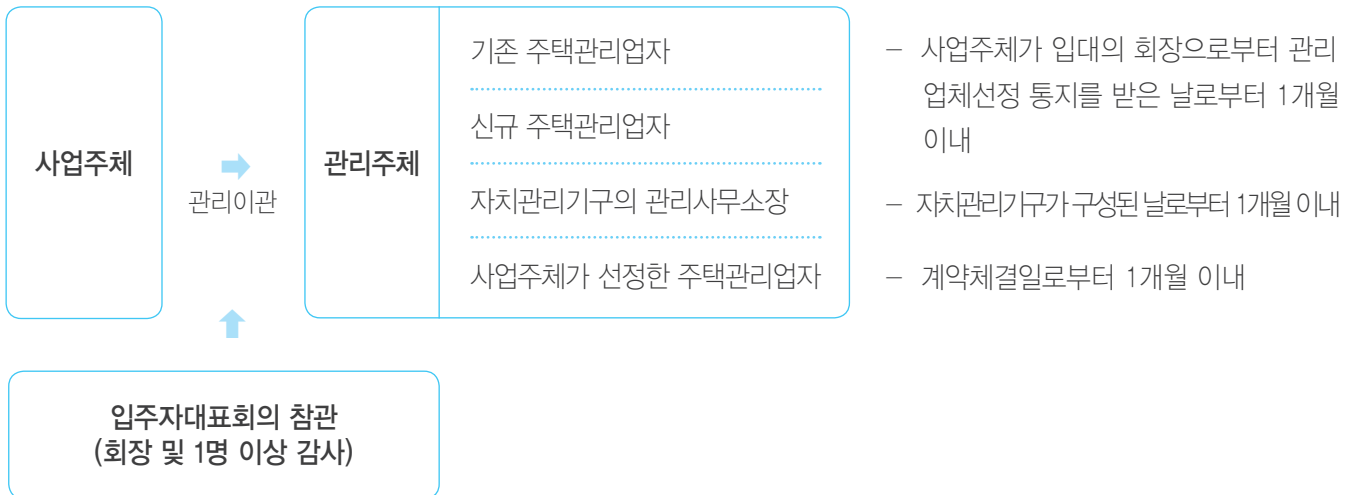 사업주체
관리이관
관리주체
기존 주택관리업자
신규 주택관리업자
자치관리기구의 관리사무소장
사업주체가 선정한 주택관리업자
– 사업주체가 입대의 회장으로부터 관리
업체선정 통지를 받은 날로부터 1개월
이내
– 자치관리기구가 구성된 날로부터 1개월 이내
– 계약체결일로부터 1개월 이내
입주자대표회의 참관
(회장 및 1명 이상 감사)